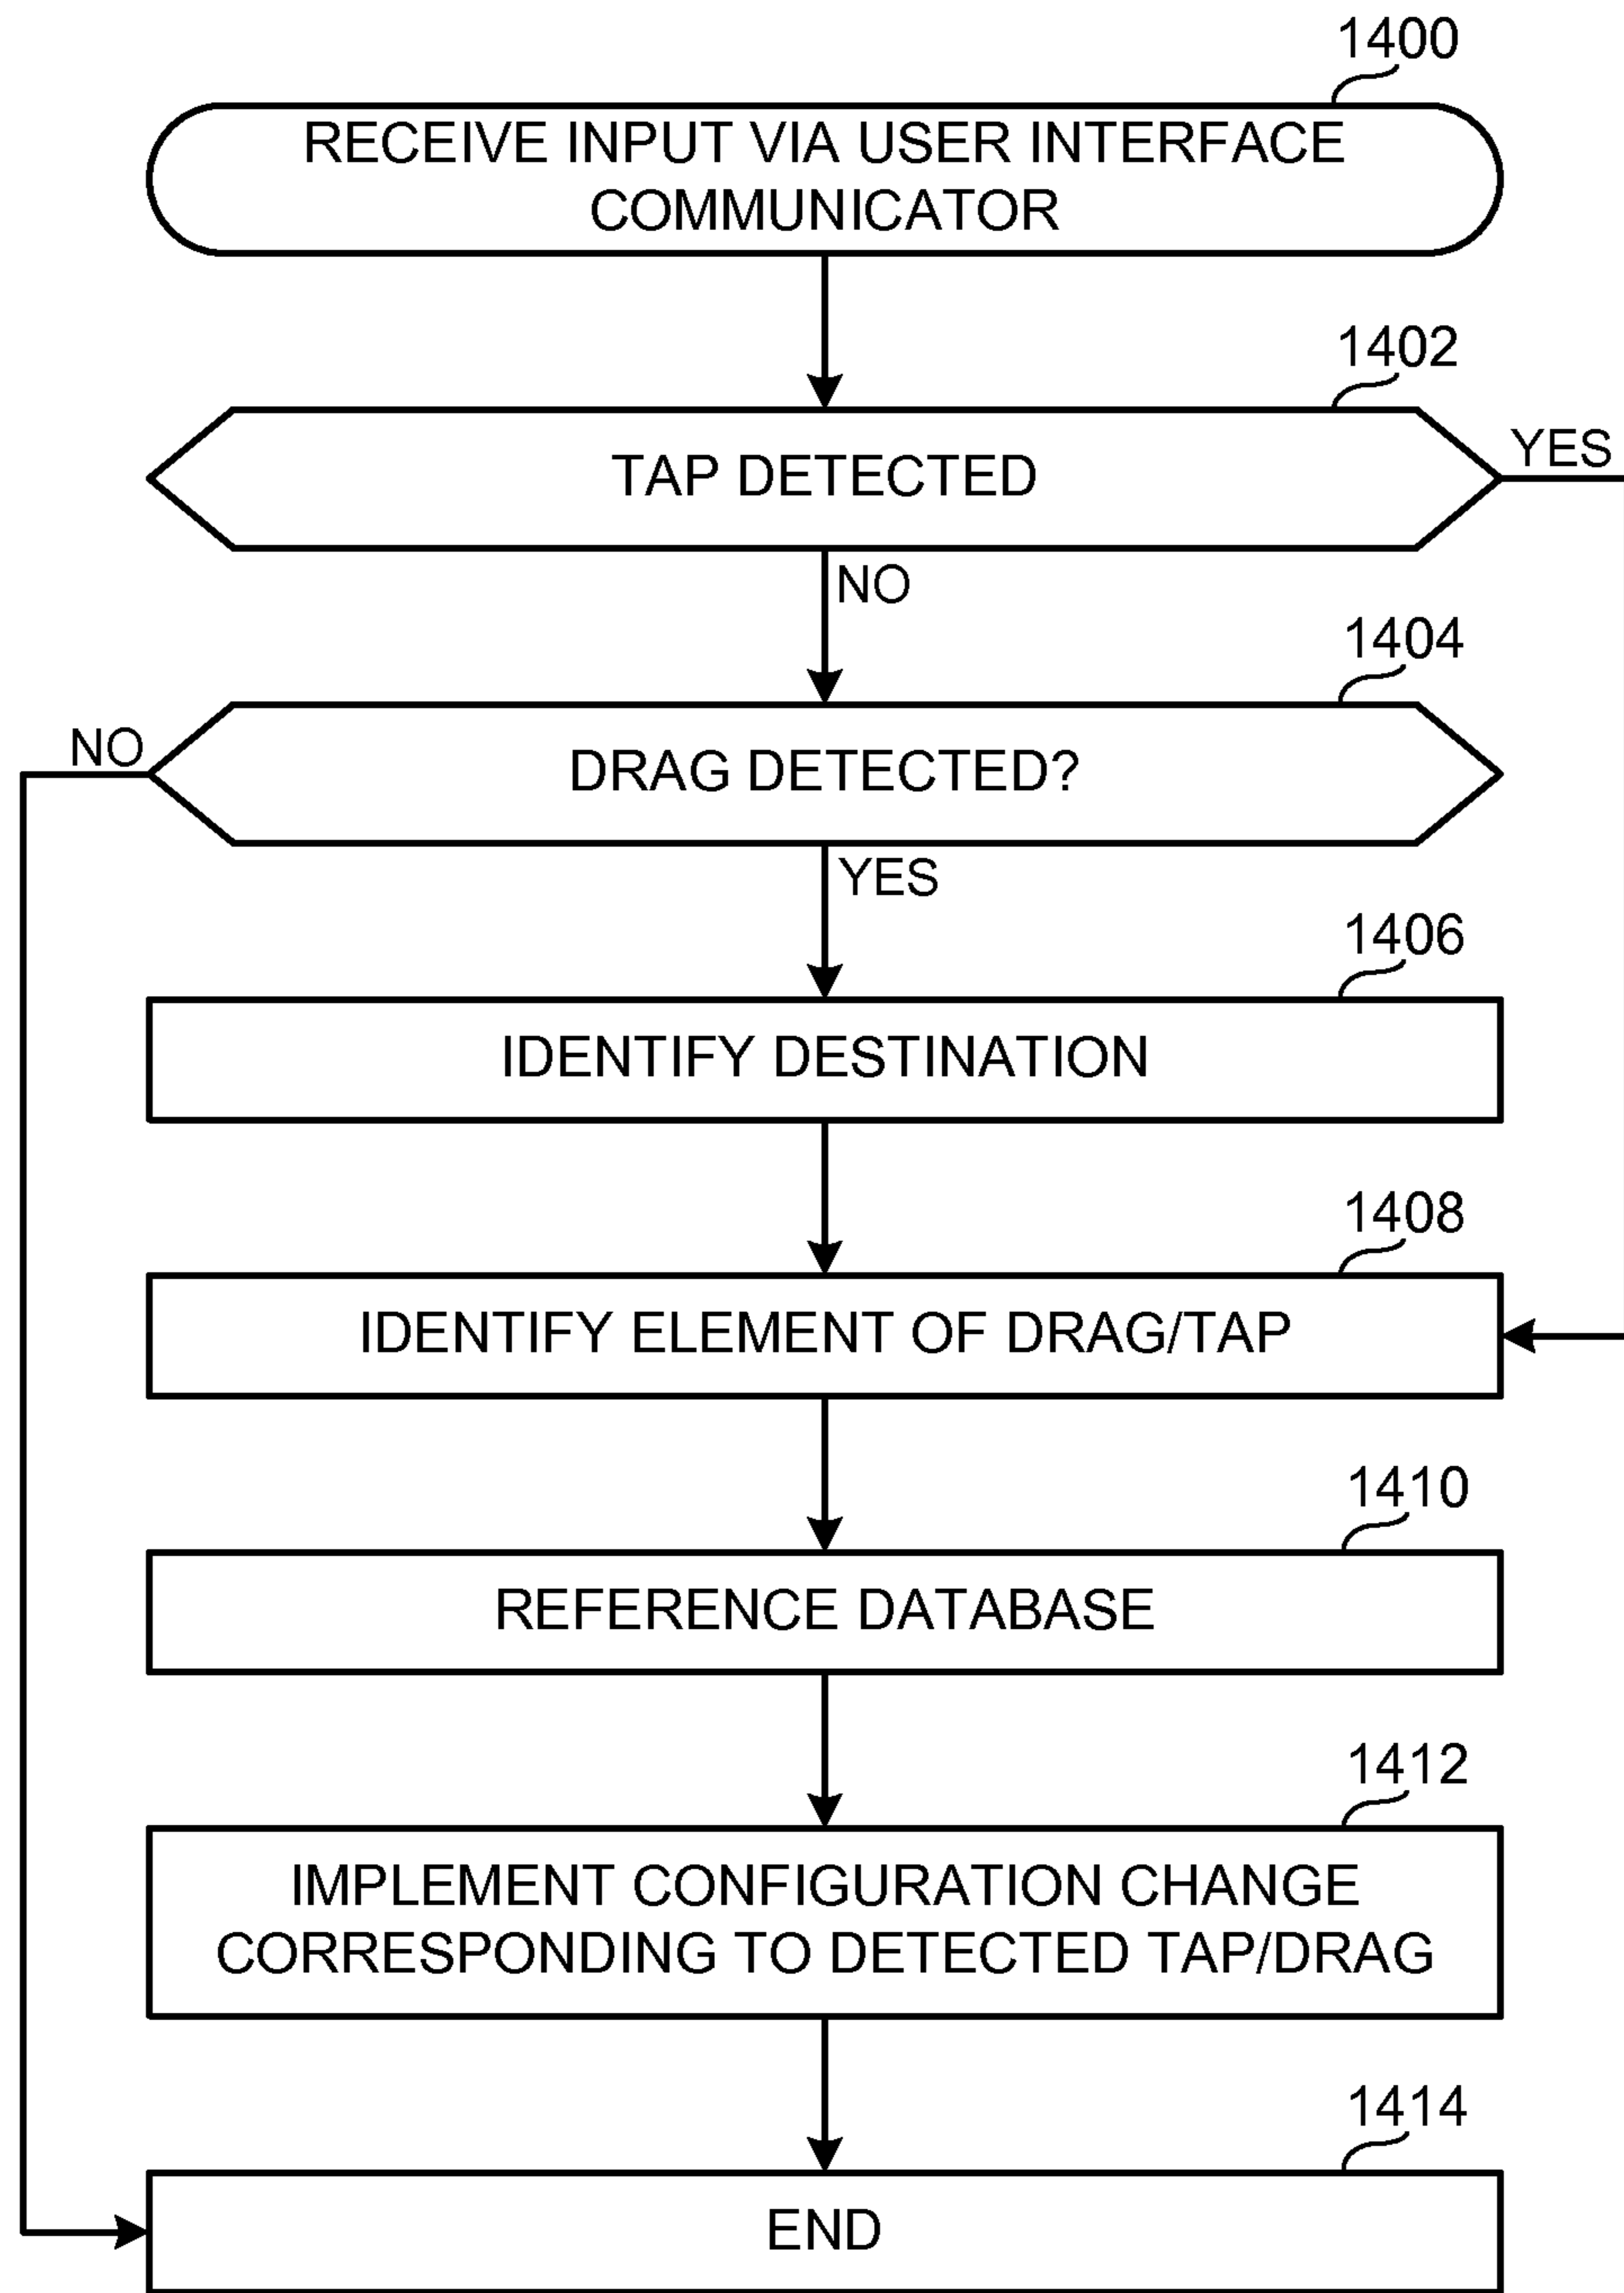 1400
RECEIVE INPUT VIA USER INTERFACE
COMMUNICATOR
1402
TAP DETECTED
YES
NO
1404
NO
DRAG DETECTED?
YES
1406
IDENTIFY DESTINATION
1408
IDENTIFY ELEMENT OF DRAG/TAP
1410
REFERENCE DATABASE
1412
IMPLEMENT CONFIGURATION CHANGE
CORRESPONDING TO DETECTED TAP/DRAG
1414
END